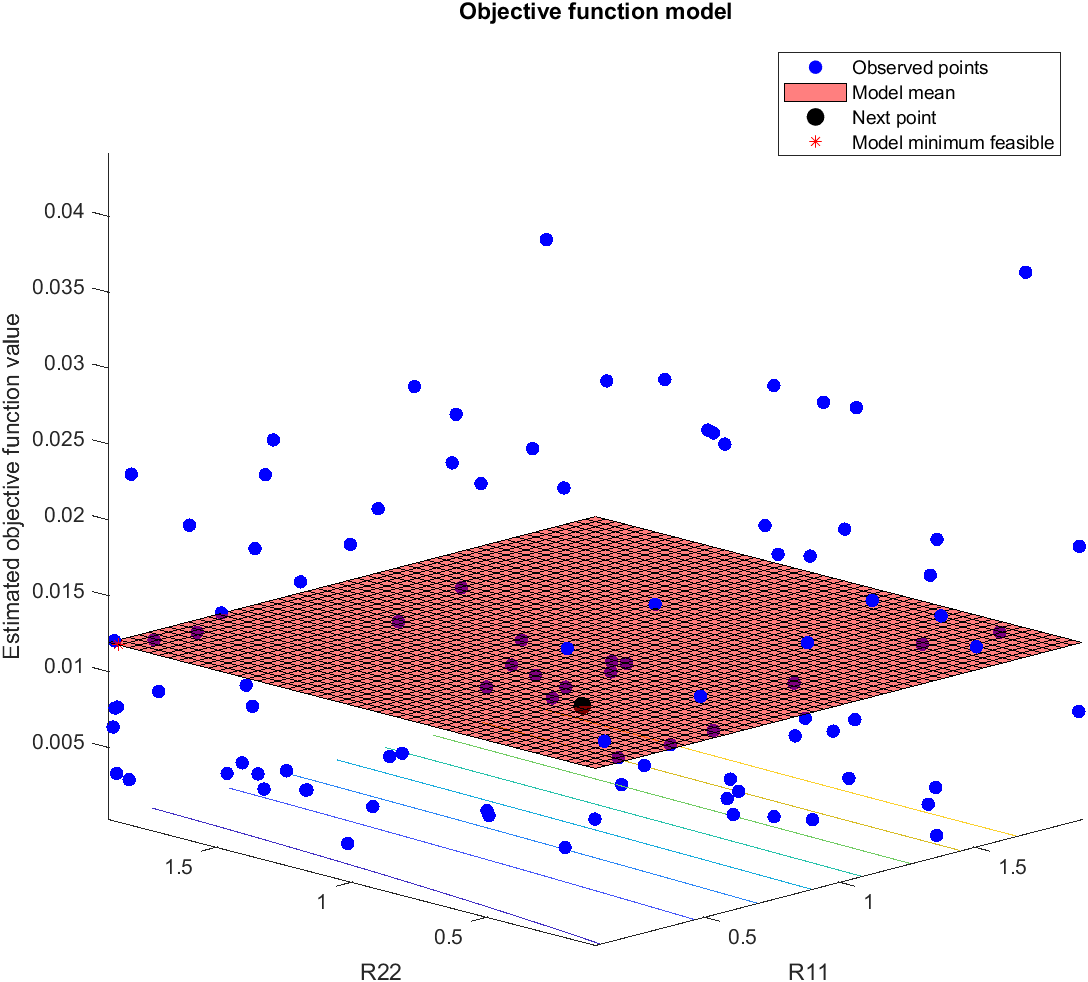 Objective function model
Observed points
Model mean
Next point
Model minimum feasible
0.04
0.035
0.03
0.025
0.02
0.015
0.01
0.005
Estimated objective function value
1.5
1
0.5
R22
0.5
1
1.5
R11